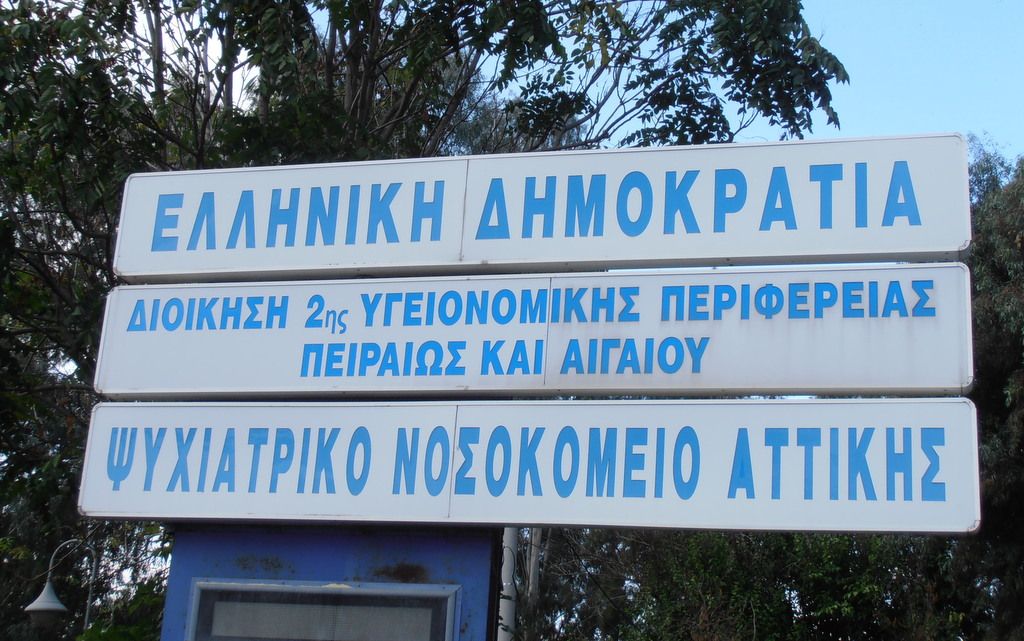 ΕΛΛΗΝΙΚΗ ΔΗΜΟΚΡΑΤΙΑ
ΔΙΟΙΚΗΣΗ 2ης ΥΓΕΙΟΝΟΜΙΚΗΣ ΠΕΡΙΦΕΡΕΙΑΣ
ΠΕΙΡΑΙΩΣ ΚΑΙ ΑΙΓΑΙΟΥ
ΨΥΧΙΑΤΡΙΚΟ ΝΟΣΟΚΟΜΕΙΟ ΑΤΤΙΚΗΣ